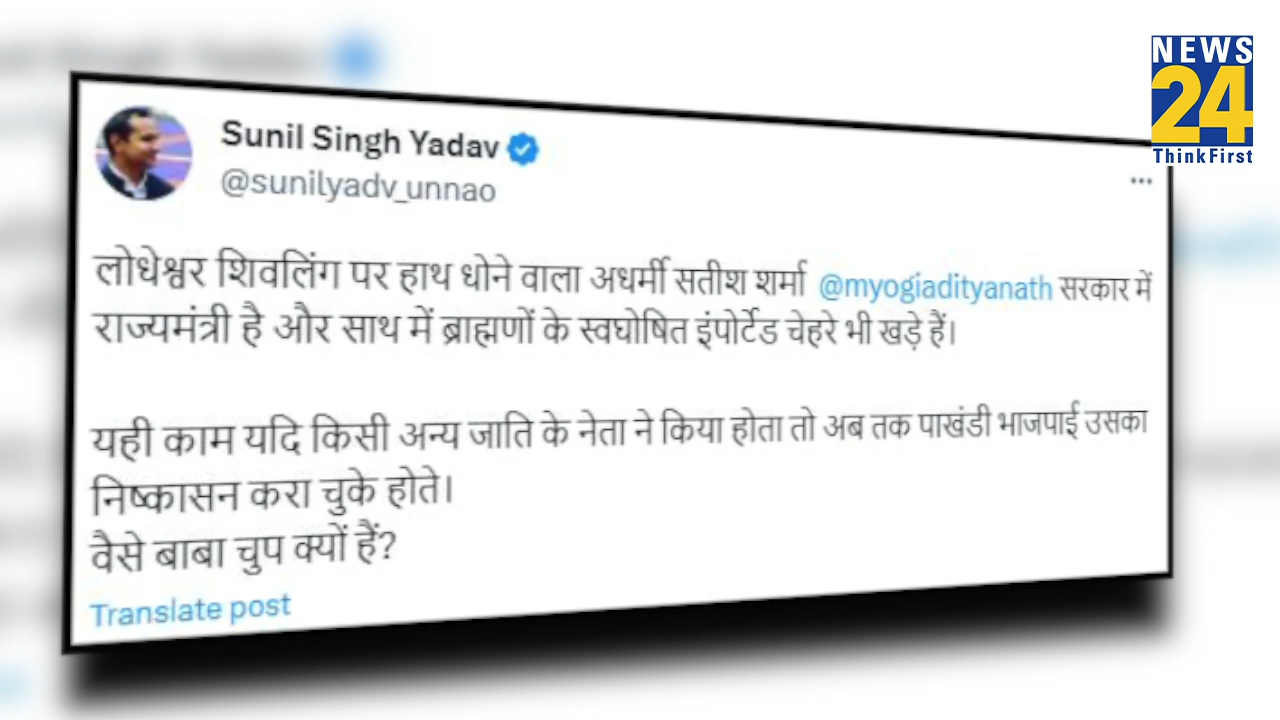 NEWS
24
ThinkFirst
Sunil Singh Yadav
@sunilyadv_unnao
लोधेश्वर शिवलिंग पर हाथ धोने वाला अधर्मी सतीश शर्मा @myogiadityanath सरकार में
राज्यमंत्री है और साथ में ब्राह्मणों के स्वघोषित इंपोर्टेड चेहरे भी खड़े हैं।
यही काम यदि किसी अन्य जाति के नेता ने किया होता तो अब तक पाखंडी भाजपाई उसका
निष्कासन करा चुके होते।
वैसे बाबा चुप क्यों हैं?
Translate post